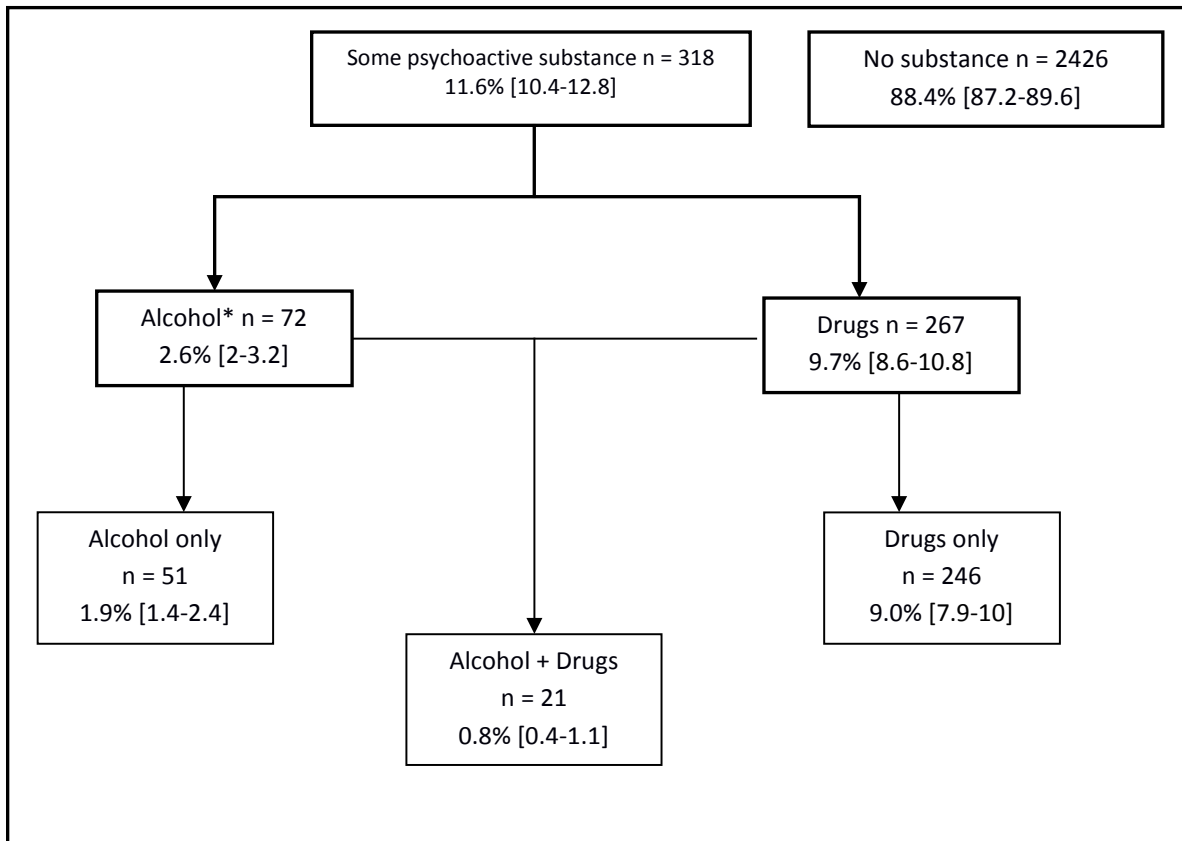 Some psychoactive substance n = 318
11.6% [10.4-12.8]
No substance n = 2426
88.4% [87.2-89.6]
Alcohol* n = 72
2.6% [2-3.2]
Drugs n = 267
9.7% [8.6-10.8]
Alcohol only
n = 51
1.9% [1.4-2.4]
Alcohol + Drugs
n = 21
0.8% [0.4-1.1]
Drugs only
n = 246
9.0% [7.9-10]